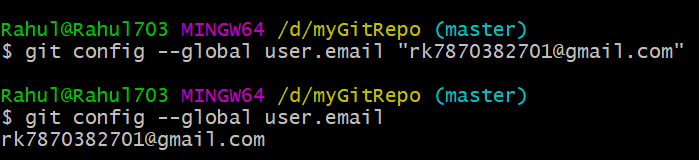 Rahul@Rahul703 MINGW64 /d/myGitRepo (master)
$ git config --global user.email "rk7870382701@gmail.com"
Rahul@Rahul703 MINGW64 /d/myGitRepo (master)
$ git config --global user.email
rk7870382701@gmail.com